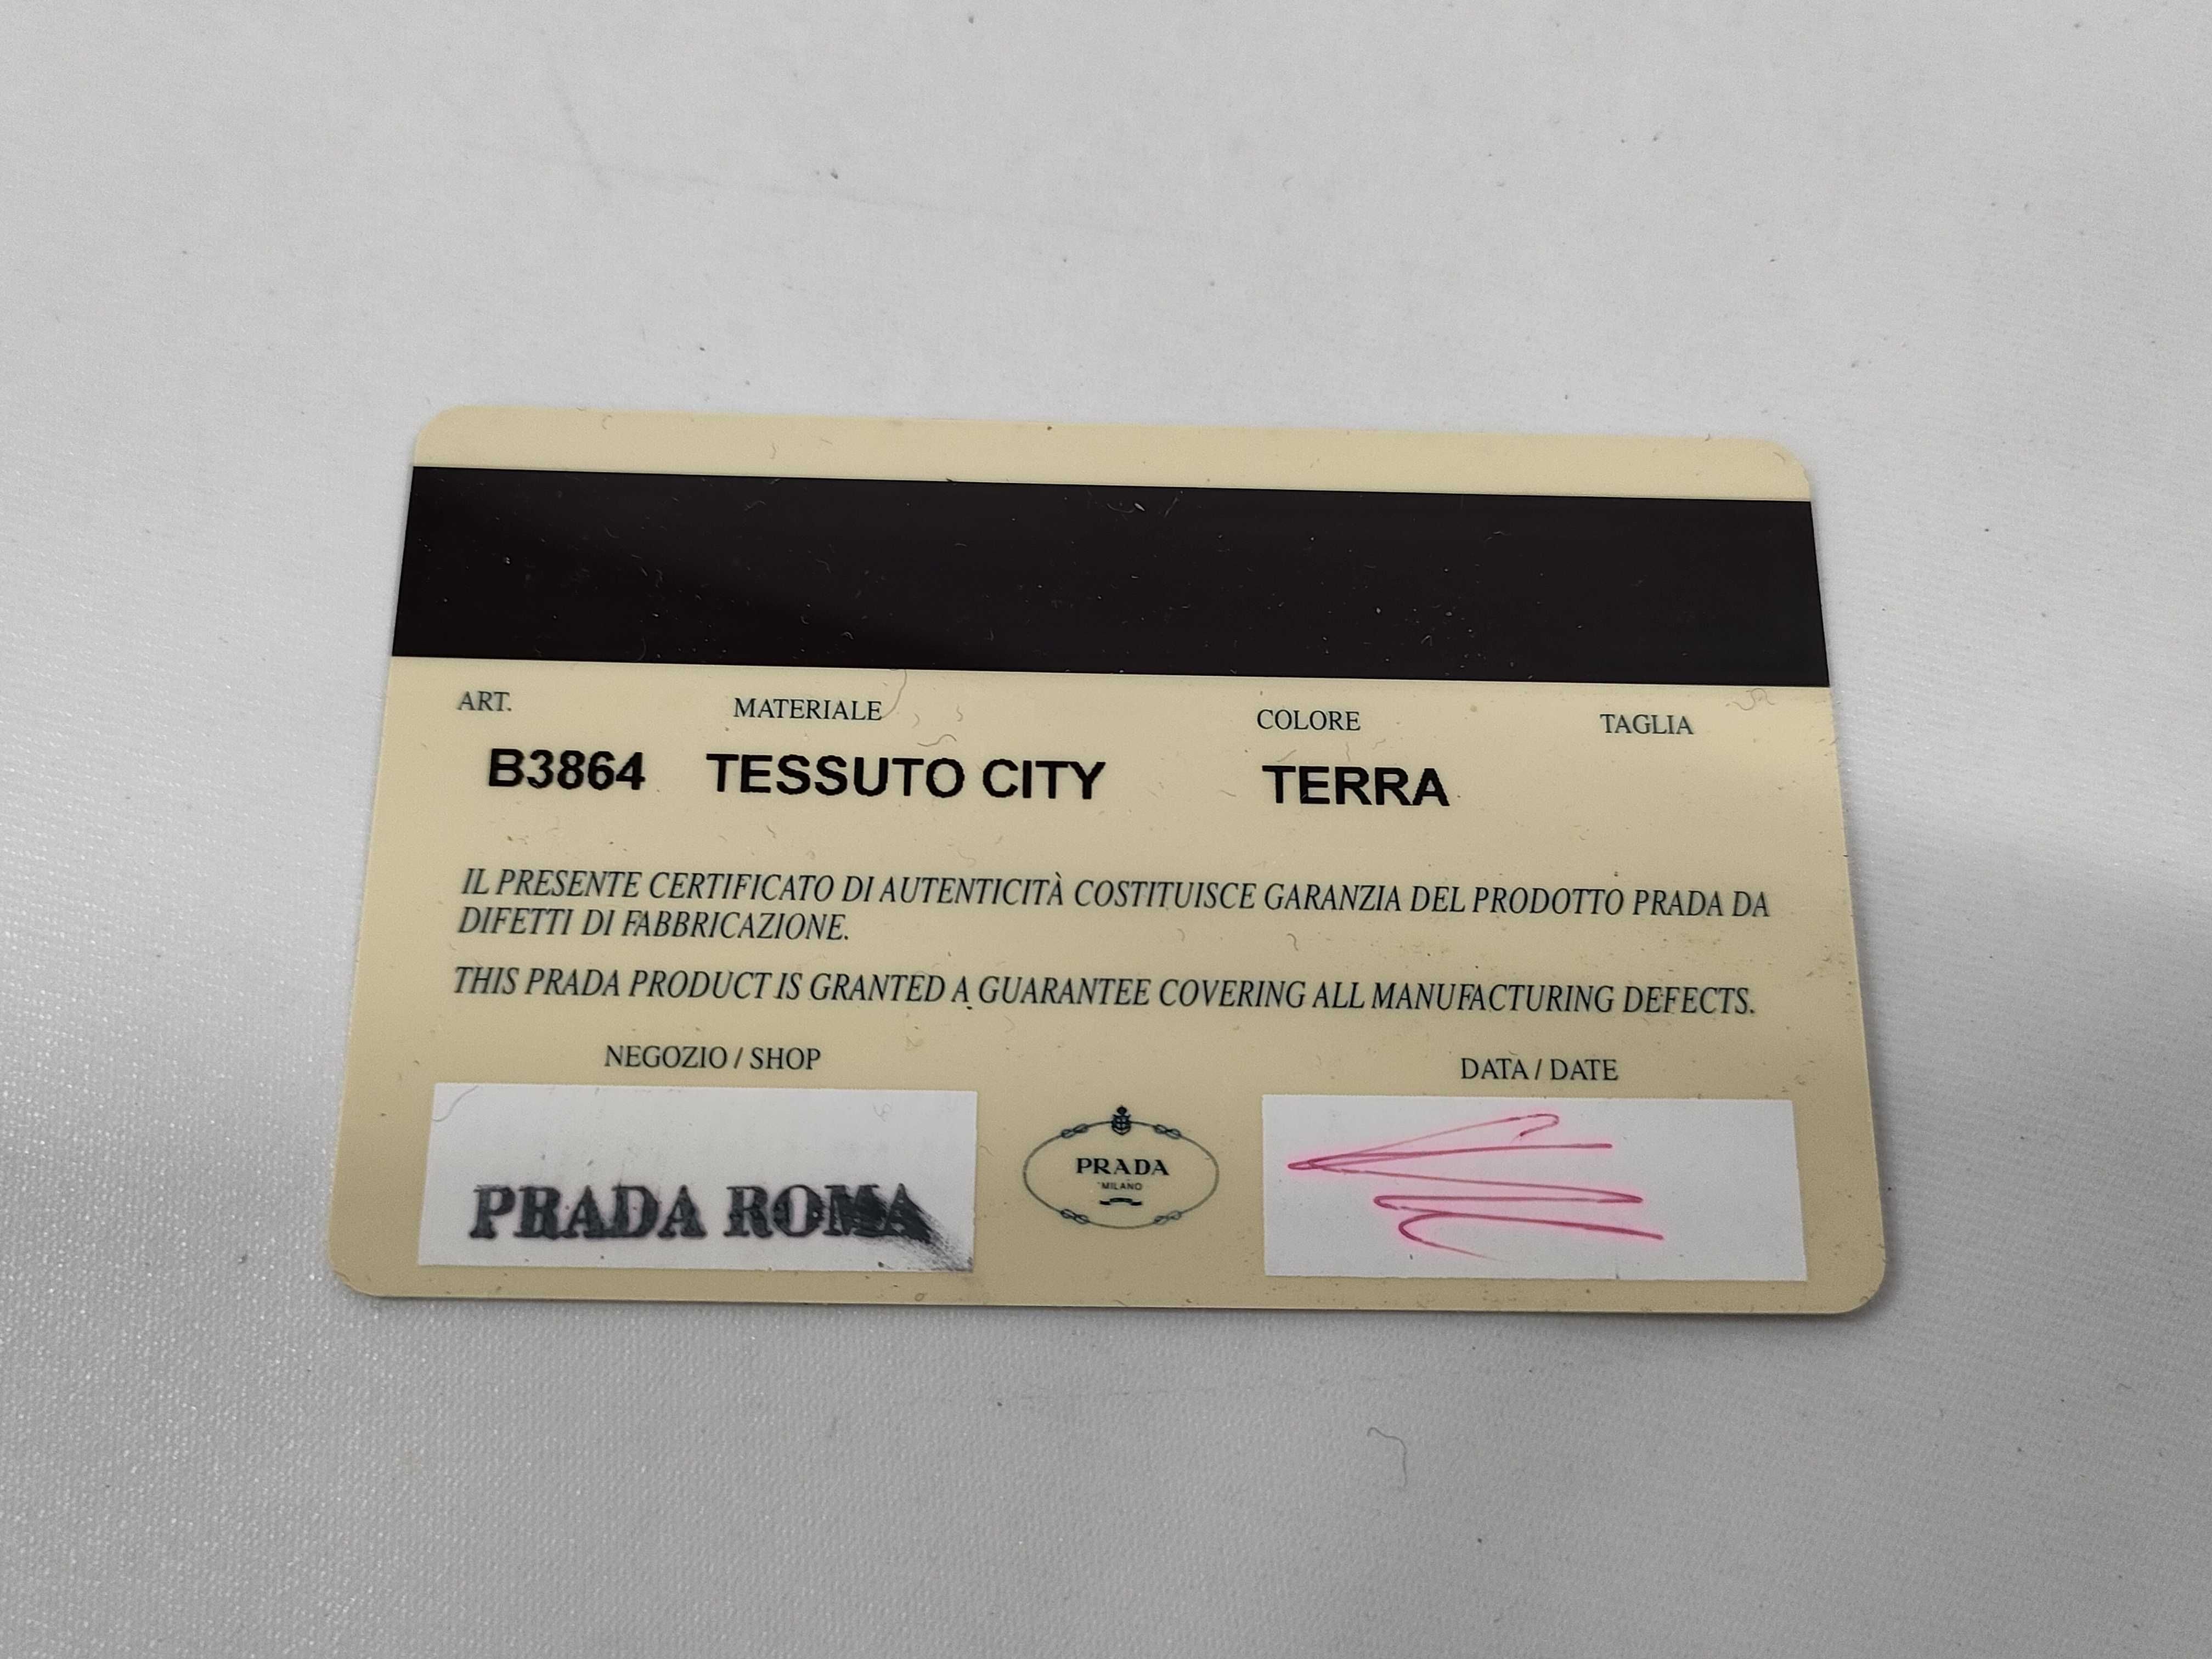 ART. MATERIALE COLORE TAGLIA
B3864 TESSUTO CITY TERRA
IL PRESENTE CERTIFICATO DI AUTENTICITÀ COSTITUISCE GARANZIA DEL PRODOTTO PRADA DA
DIFETTI DI FABBRICAZIONE.
THIS PRADA PRODUCT IS GRANTED A GUARANTEE COVERING ALL MANUFACTURING DEFECTS.
NEGOZIO / SHOP DATA / DATE
PRADA ROMA
PRADA
MILANO